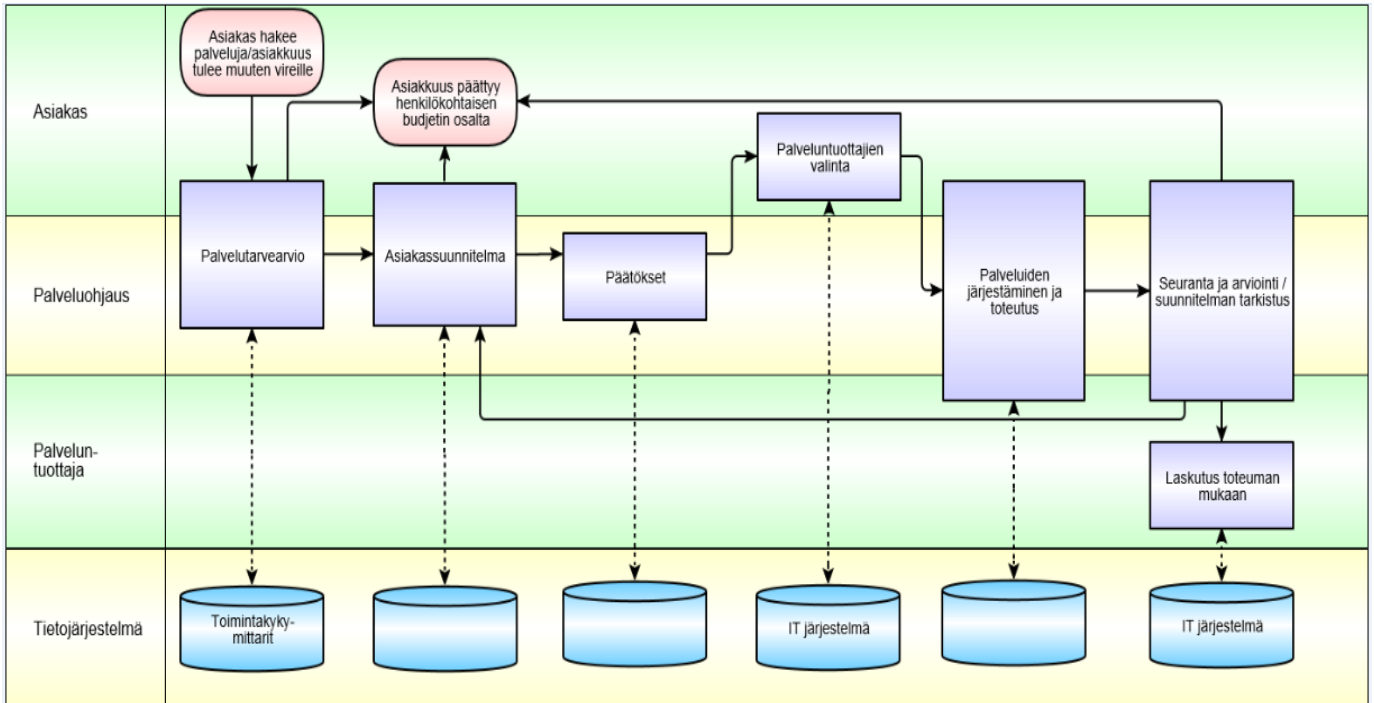 Asiakas
Asiakas hakee
palveluja/asiakkuus
tulee muuten vireille
Asiakkuus päättyy
henkilökohtaisen
budjetin osalta
Palveluntuottajien
valinta
Palveluohjaus
Palvelutarvearvio
Asiakassuunnitelma
Päätökset
Palveluiden
järjestäminen ja
toteutus
Seuranta ja arviointi /
suunnitelman tarkistus
Palvelun-
tuottaja
Laskutus toteuman
mukaan
Tietojärjestelmä
Toimintakyky-
mittarit
IT järjestelmä
IT järjestelmä